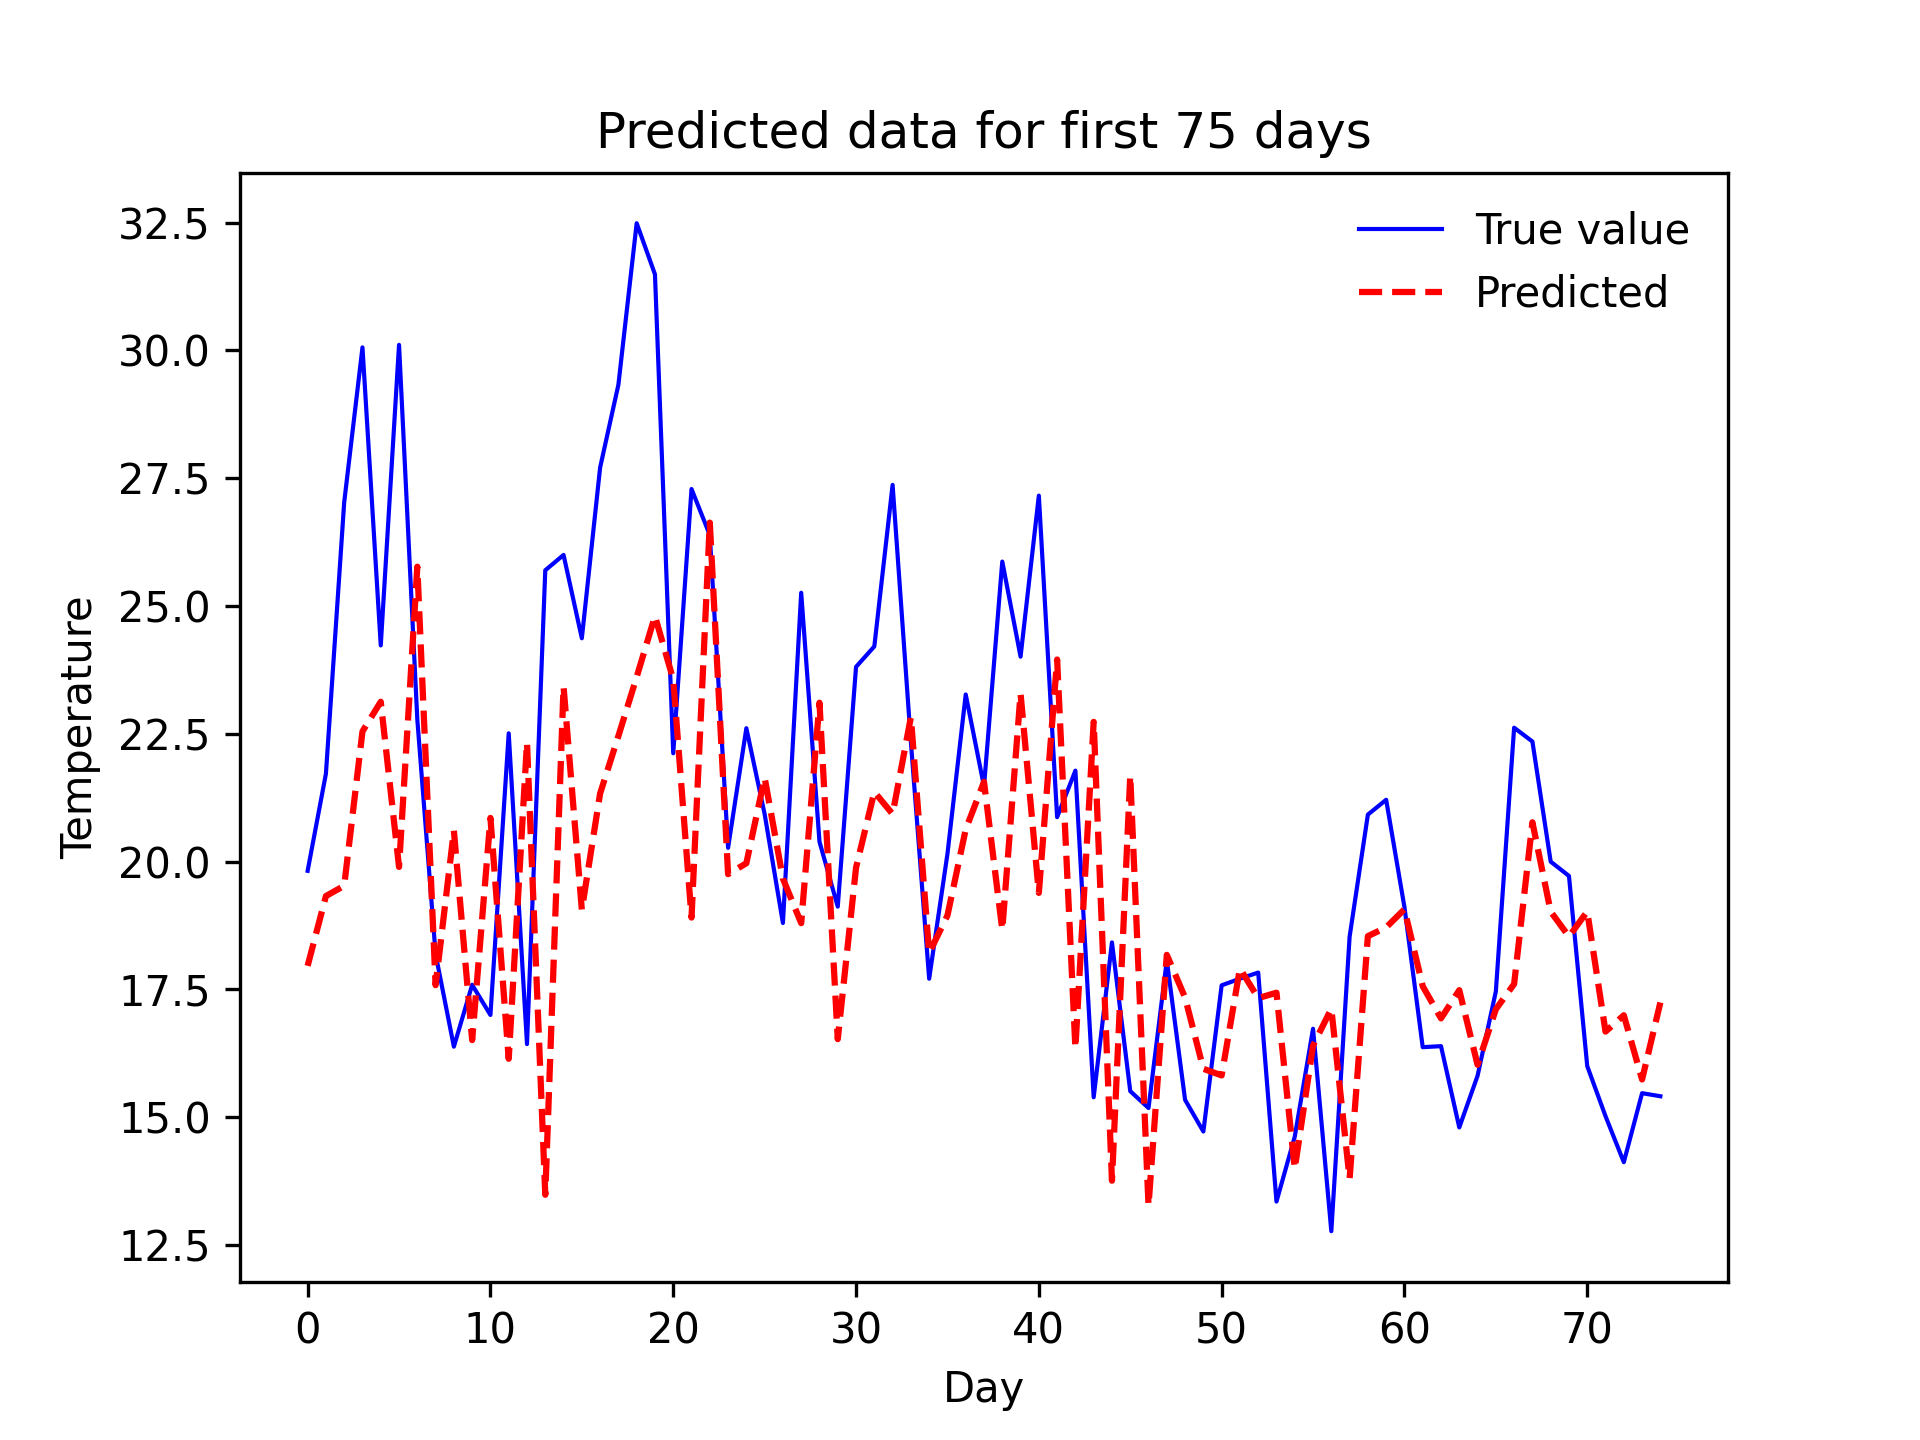 Predicted data for first 75 days
True value
Predicted
32.5
30.0
27.5
25.0
22.5
20.0
17.5
15.0
12.5
Temperature
0 10 20 30 40 50 60 70
Day